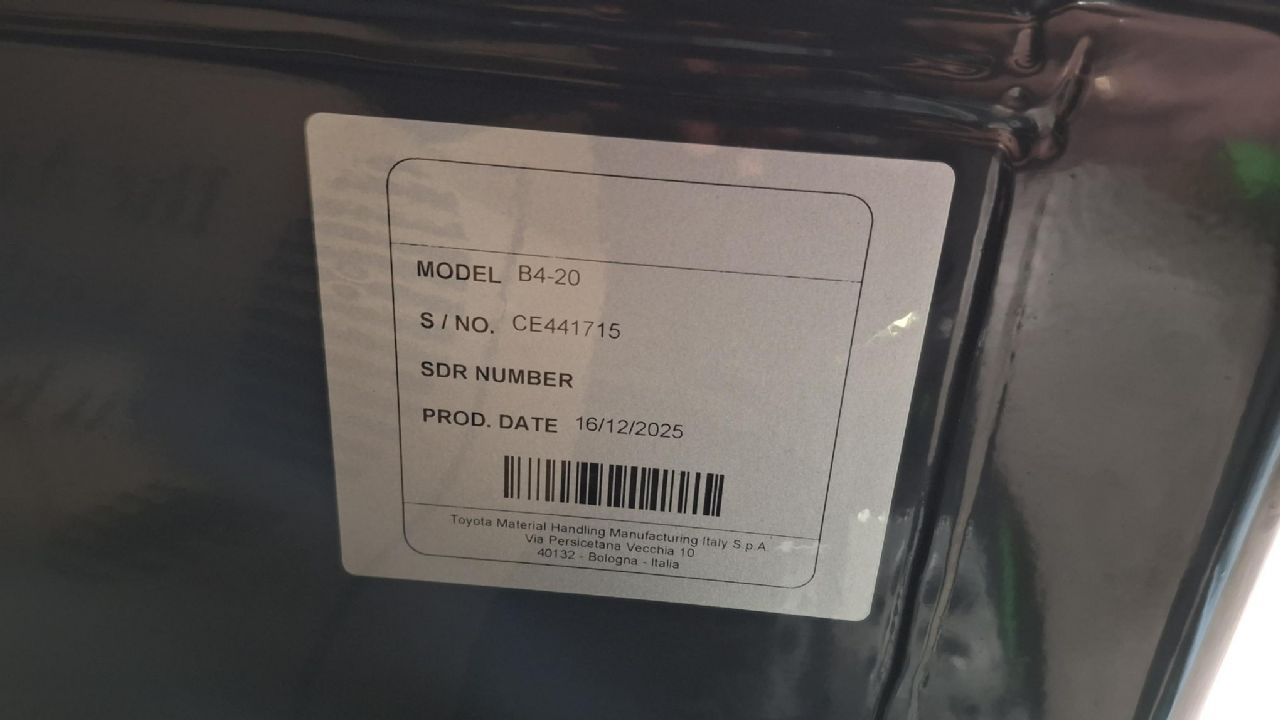 MODEL B4-20
S / NO. CE441715
SDR NUMBER
PROD. DATE 16/12/2025
Toyota Material Handling Manufacturing Italy S.p.A.
Via Persicetana Vecchia 10
40132 - Bologna - Italia